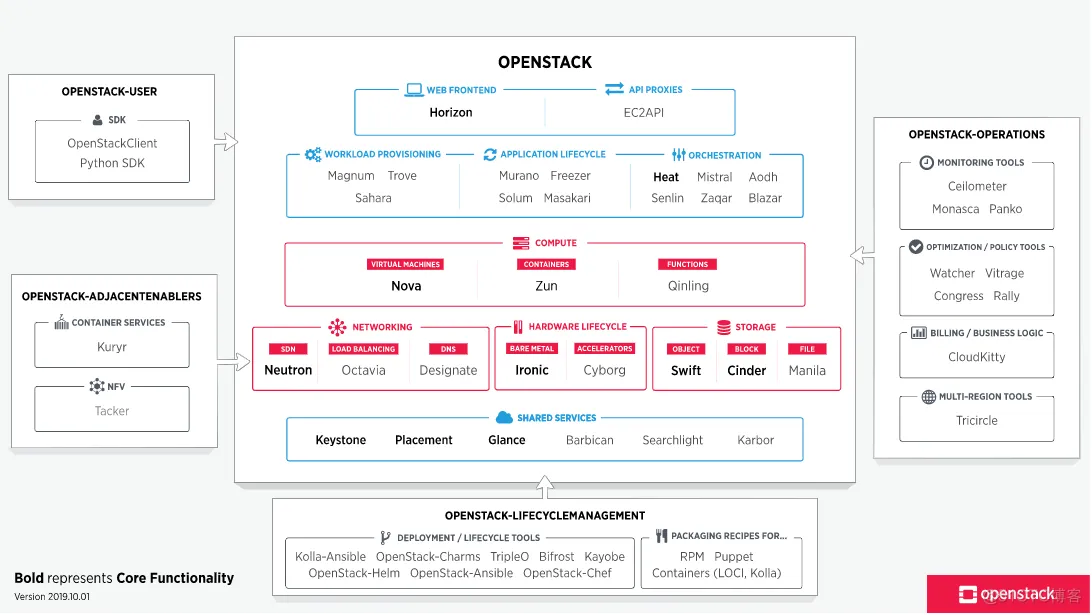 OPENSTACK
WEB FRONTEND
Horizon
API PROXIES
EC2API
WORKLOAD PROVISIONING
Magnum Trove
Sahara
APPLICATION LIFECYCLE
Murano Freezer
Solum Masakari
ORCHESTRATION
Heat Mistral Aodh
Senlin Zaqar Blazar
COMPUTE
VIRTUAL MACHINES
Nova
CONTAINERS
Zun
FUNCTIONS
Qinling
NETWORKING
SDN
Neutron
LOAD BALANCING
Octavia
DNS
Designate
HARDWARE LIFECYCLE
BARE METAL
Ironic
ACCELERATORS
Cyborg
STORAGE
OBJECT
Swift
BLOCK
Cinder
FILE
Manila
SHARED SERVICES
Keystone Placement Glance Barbican Searchlight Karbor
OPENSTACK-USER
SDK
OpenStackClient
Python SDK
OPENSTACK-ADJACENTENABLERS
CONTAINER SERVICES
Kuryr
NFV
Tacker
OPENSTACK-OPERATIONS
MONITORING TOOLS
Ceilometer
Monasca Panko
OPTIMIZATION / POLICY TOOLS
Watcher Vitrage
Congress Rally
BILLING / BUSINESS LOGIC
CloudKitty
MULTI-REGION TOOLS
Tricircle
OPENSTACK-LIFECYCLEMANAGEMENT
DEPLOYMENT / LIFECYCLE TOOLS
Kolla-Ansible OpenStack-Charms TripleO Bifrost Kayobe
OpenStack-Helm OpenStack-Ansible OpenStack-Chef
PACKAGING RECIPES FOR...
RPM Puppet
Containers (LOCI, Kolla)
Bold represents Core Functionality
Version 2019.10.01
openstack.